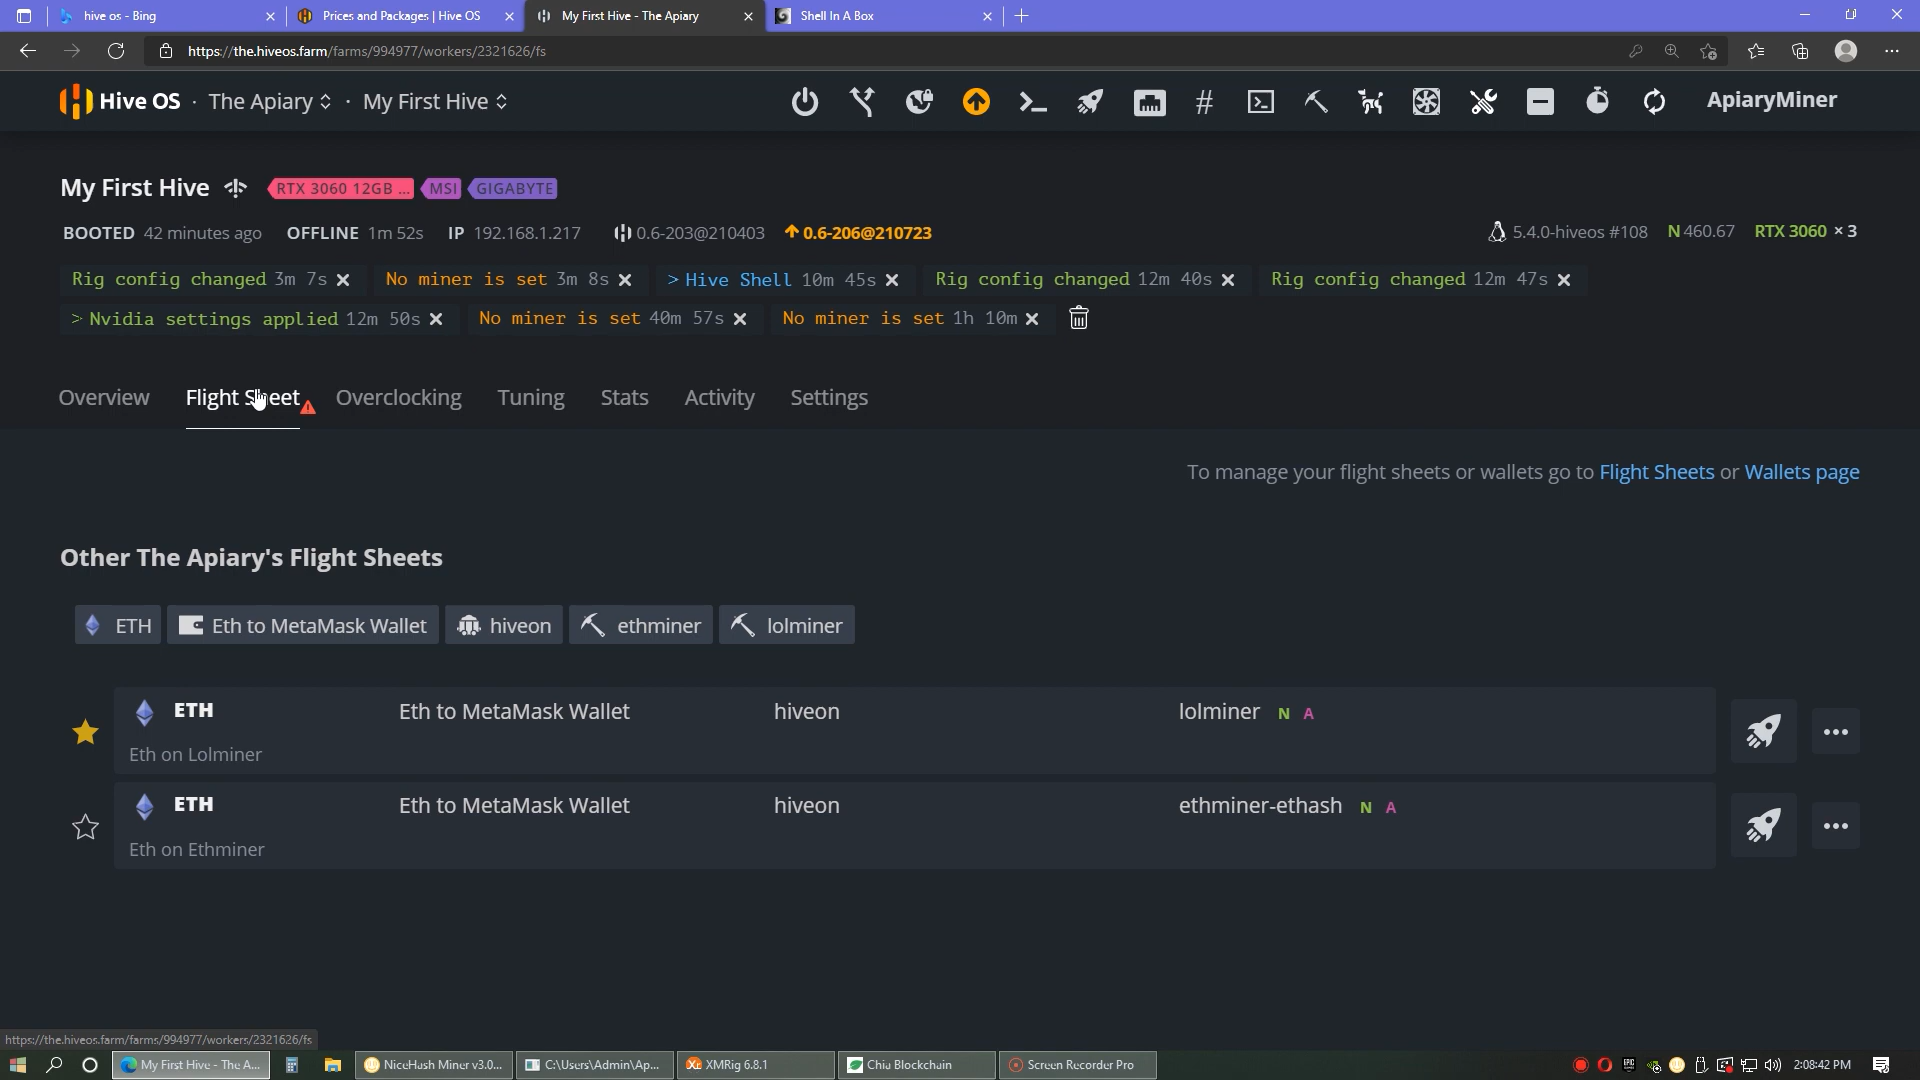 hive os - Bing
Prices and Packages | Hive OS
My First Hive - The Apiary
Shell In A Box
https://the.hiveos.farm/farms/994977/workers/2321626/fs
Hive OS · The Apiary · My First Hive
ApiaryMiner
My First Hive RTX 3060 12GB ... MSI GIGABYTE
BOOTED 42 minutes ago OFFLINE 1m 52s IP 192.168.1.217 0.6-203@210403 0.6-206@210723 5.4.0-hiveos #108 N 460.67 RTX 3060 × 3
Rig config changed 3m 7s No miner is set 3m 8s > Hive Shell 10m 45s Rig config changed 12m 40s Rig config changed 12m 47s
> Nvidia settings applied 12m 50s No miner is set 40m 57s No miner is set 1h 10m
Overview Flight Sheet Overclocking Tuning Stats Activity Settings
To manage your flight sheets or wallets go to Flight Sheets or Wallets page
Other The Apiary's Flight Sheets
ETH Eth to MetaMask Wallet hiveon ethminer lolminer
ETH Eth to MetaMask Wallet hiveon lolminer N A
Eth on Lolminer
ETH Eth to MetaMask Wallet hiveon ethminer-ethash N A
Eth on Ethminer
https://the.hiveos.farm/farms/994977/workers/2321626/fs
My First Hive - The A... NiceHush Miner v3.0... C:\Users\Admin\Ap... XMRig 6.8.1 Chia Blockchain Screen Recorder Pro 2:08:42 PM